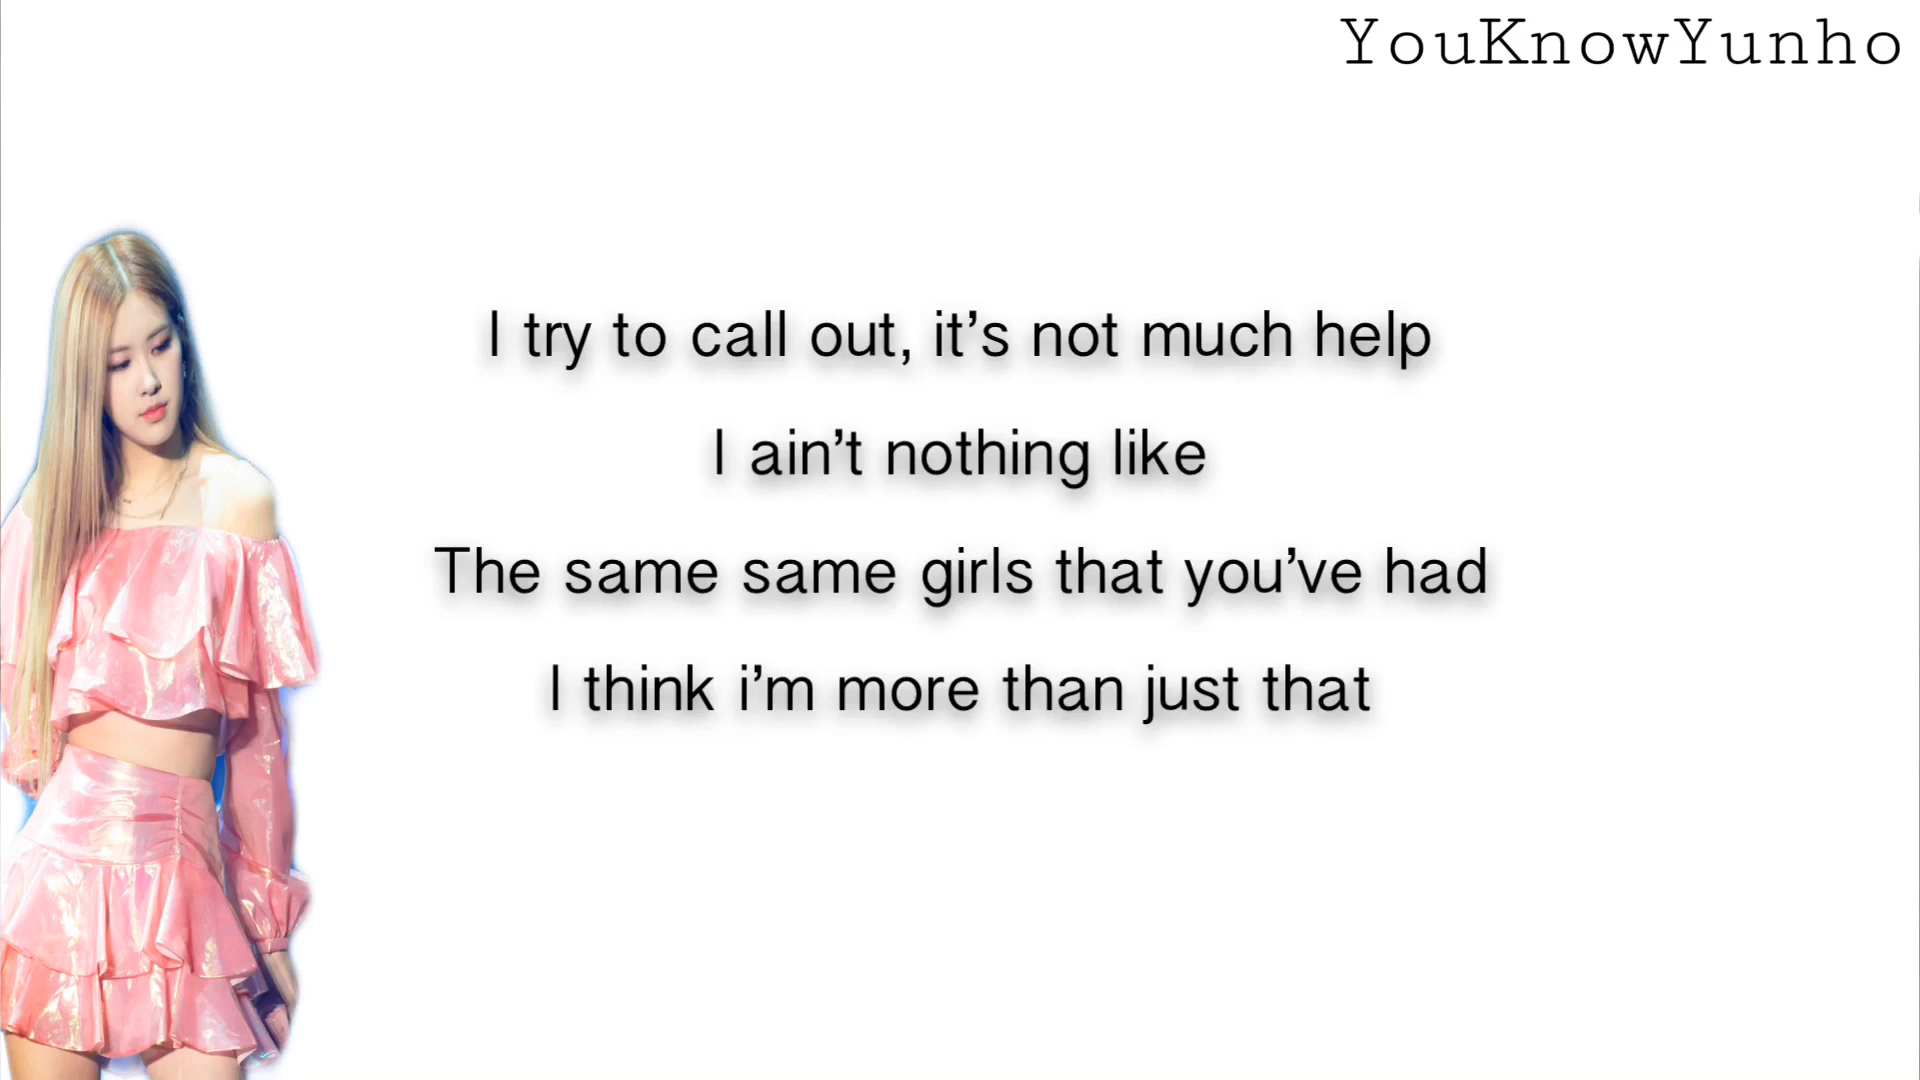 YouKnowYunho
I try to call out, it’s not much help
I ain’t nothing like
The same same girls that you’ve had
I think i’m more than just that